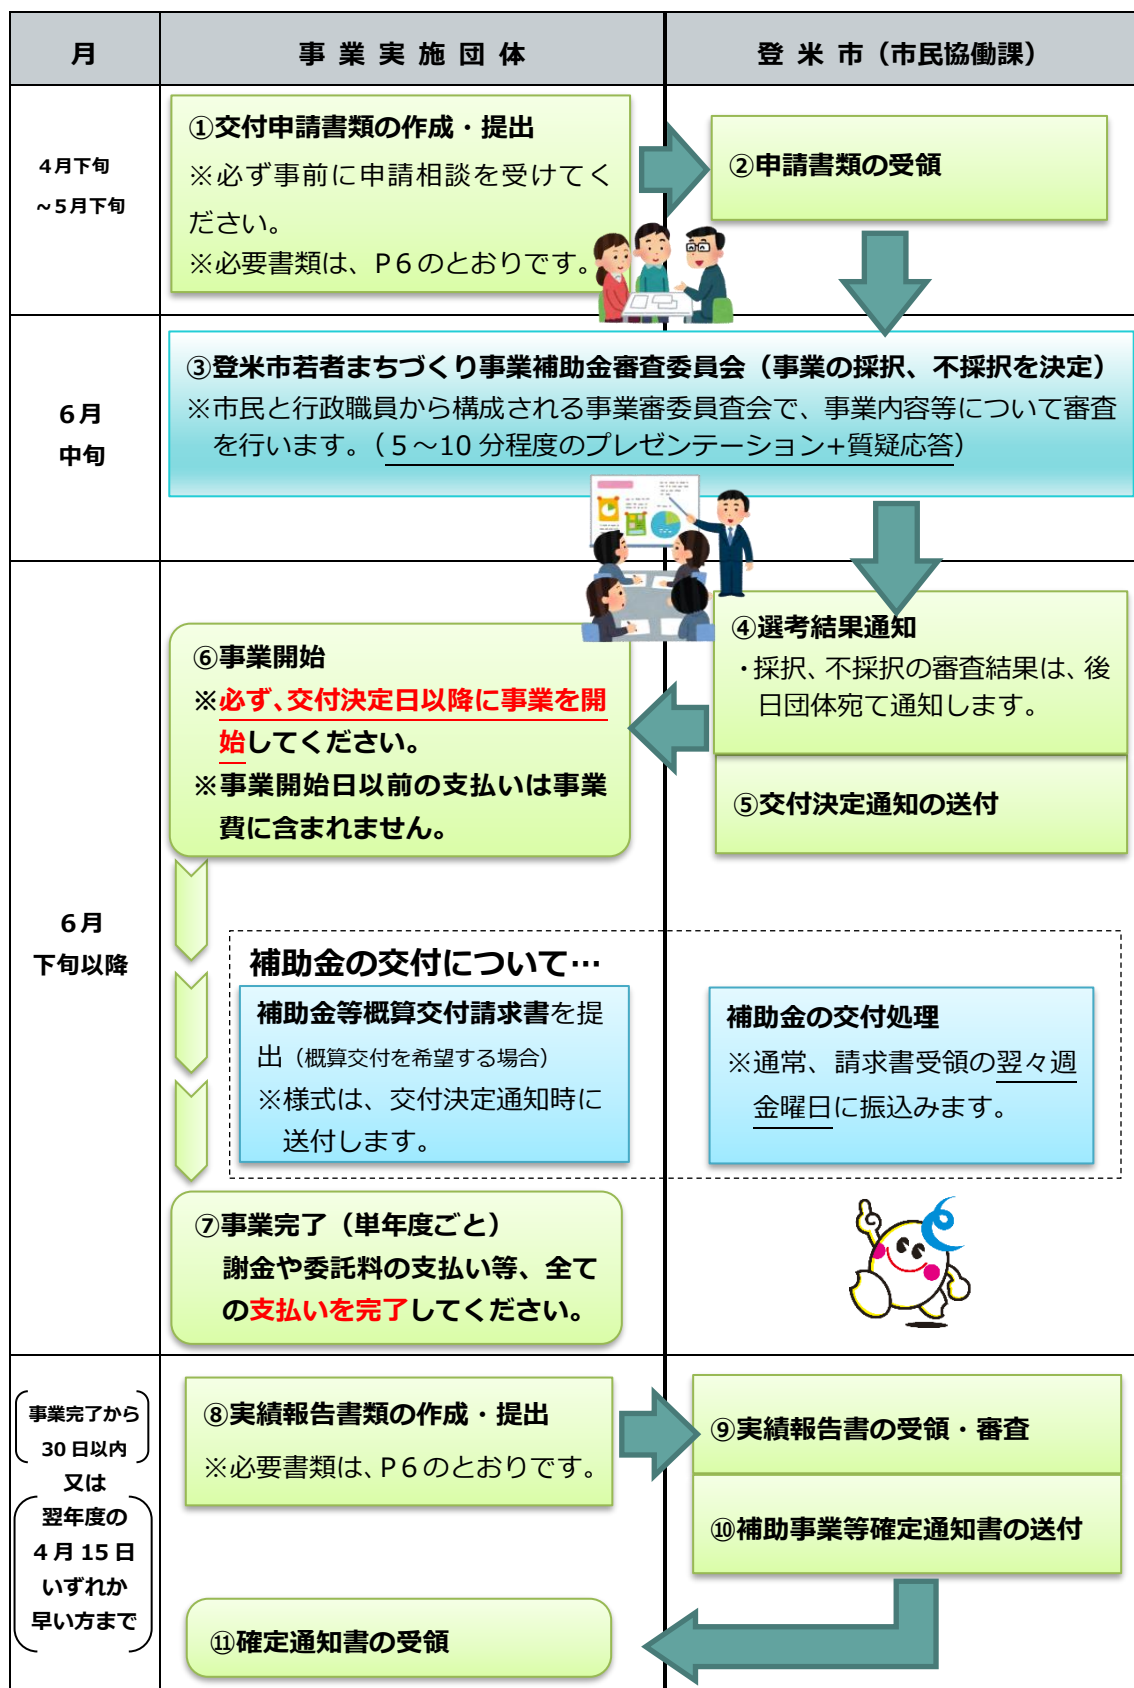 月
事業実施団体
登米市（市民協働課）
４月下旬
~５月下旬
①交付申請書類の作成・提出
※必ず事前に申請相談を受けてく
ださい。
※必要書類は、P６のとおりです。
②申請書類の受領
６月
中旬
③登米市若者まちづくり事業補助金審査委員会（事業の採択、不採択を決定）
※市民と行政職員から構成される事業審委員査会で、事業内容等について審査
を行います。（５～10 分程度のプレゼンテーション+質疑応答）
６月
下旬以降
④選考結果通知
・採択、不採択の審査結果は、後
日団体宛て通知します。
⑤交付決定通知の送付
⑥事業開始
※必ず、交付決定日以降に事業を開
始してください。
※事業開始日以前の支払いは事業
費に含まれません。
補助金の交付について…
補助金等概算交付請求書を提
出（概算交付を希望する場合）
※様式は、交付決定通知時に
送付します。
補助金の交付処理
※通常、請求書受領の翌々週
金曜日に振込みます。
⑦事業完了（単年度ごと）
謝金や委託料の支払い等、全て
の支払いを完了してください。
事業完了から
30 日以内
又は
翌年度の
４月 15 日
いずれか
早い方まで
⑧実績報告書類の作成・提出
※必要書類は、P６のとおりです。
⑨実績報告書の受領・審査
⑩補助事業等確定通知書の送付
⑪確定通知書の受領